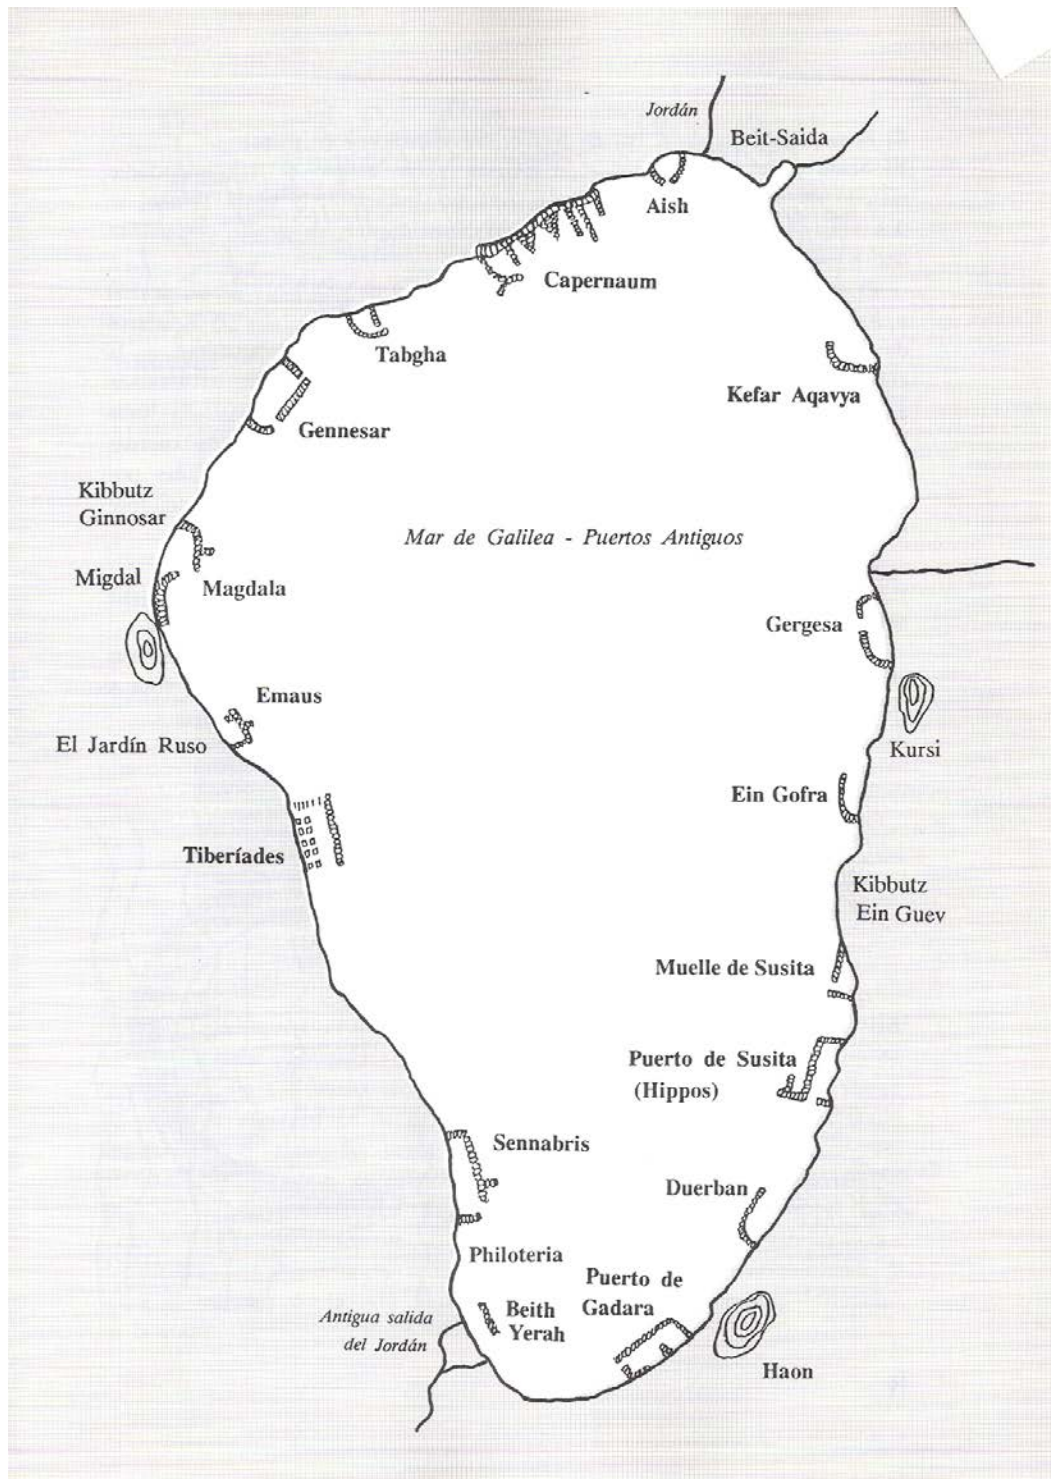 Jordán
Beit-Saida
Aish
Capernaum
Tabgha
Kefar Aqavya
Gennesar
Kibbutz
Ginnosar
Mar de Galilea - Puertos Antiguos
Migdal
Magdala
Gergesa
Emaus
El Jardín Ruso
Kursi
Ein Gofra
Tiberíades
Kibbutz
Ein Guev
Muelle de Susita
Puerto de Susita
(Hippos)
Sennabris
Duerban
Philoteria
Puerto de
Gadara
Beith
Yerah
Antigua salida
del Jordán
Haon